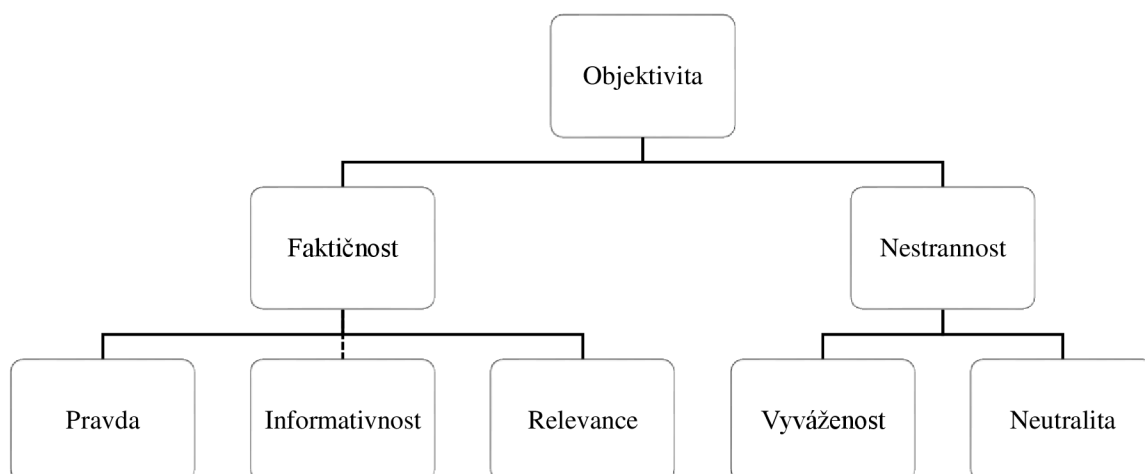 Objektivita
Faktičnost
Nestrannost
Pravda
Informativnost
Relevance
Vyváženost
Neutralita